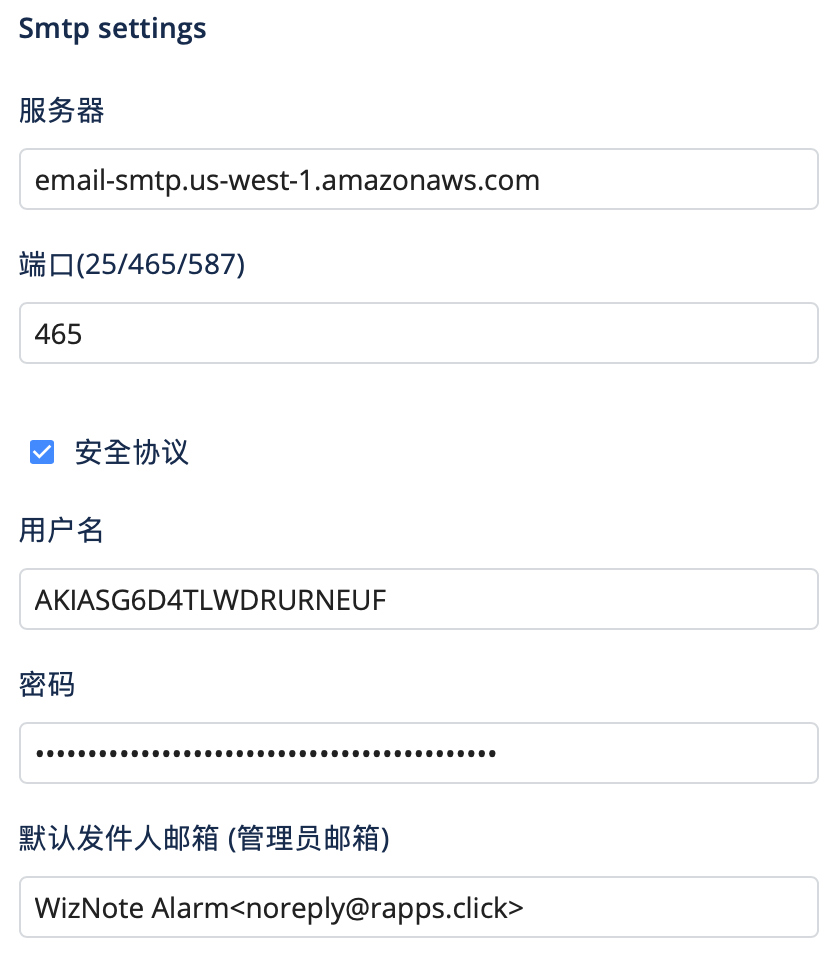 Smtp settings
服务器
email-smtp.us-west-1.amazonaws.com
端口(25/465/587)
465
安全协议
用户名
AKIASG6D4TLWDRURNEUF
密码
••••••••••••••••••••••••••••••••••••••••••••
默认发件人邮箱 (管理员邮箱)
WizNote Alarm<noreply@rapps.click>